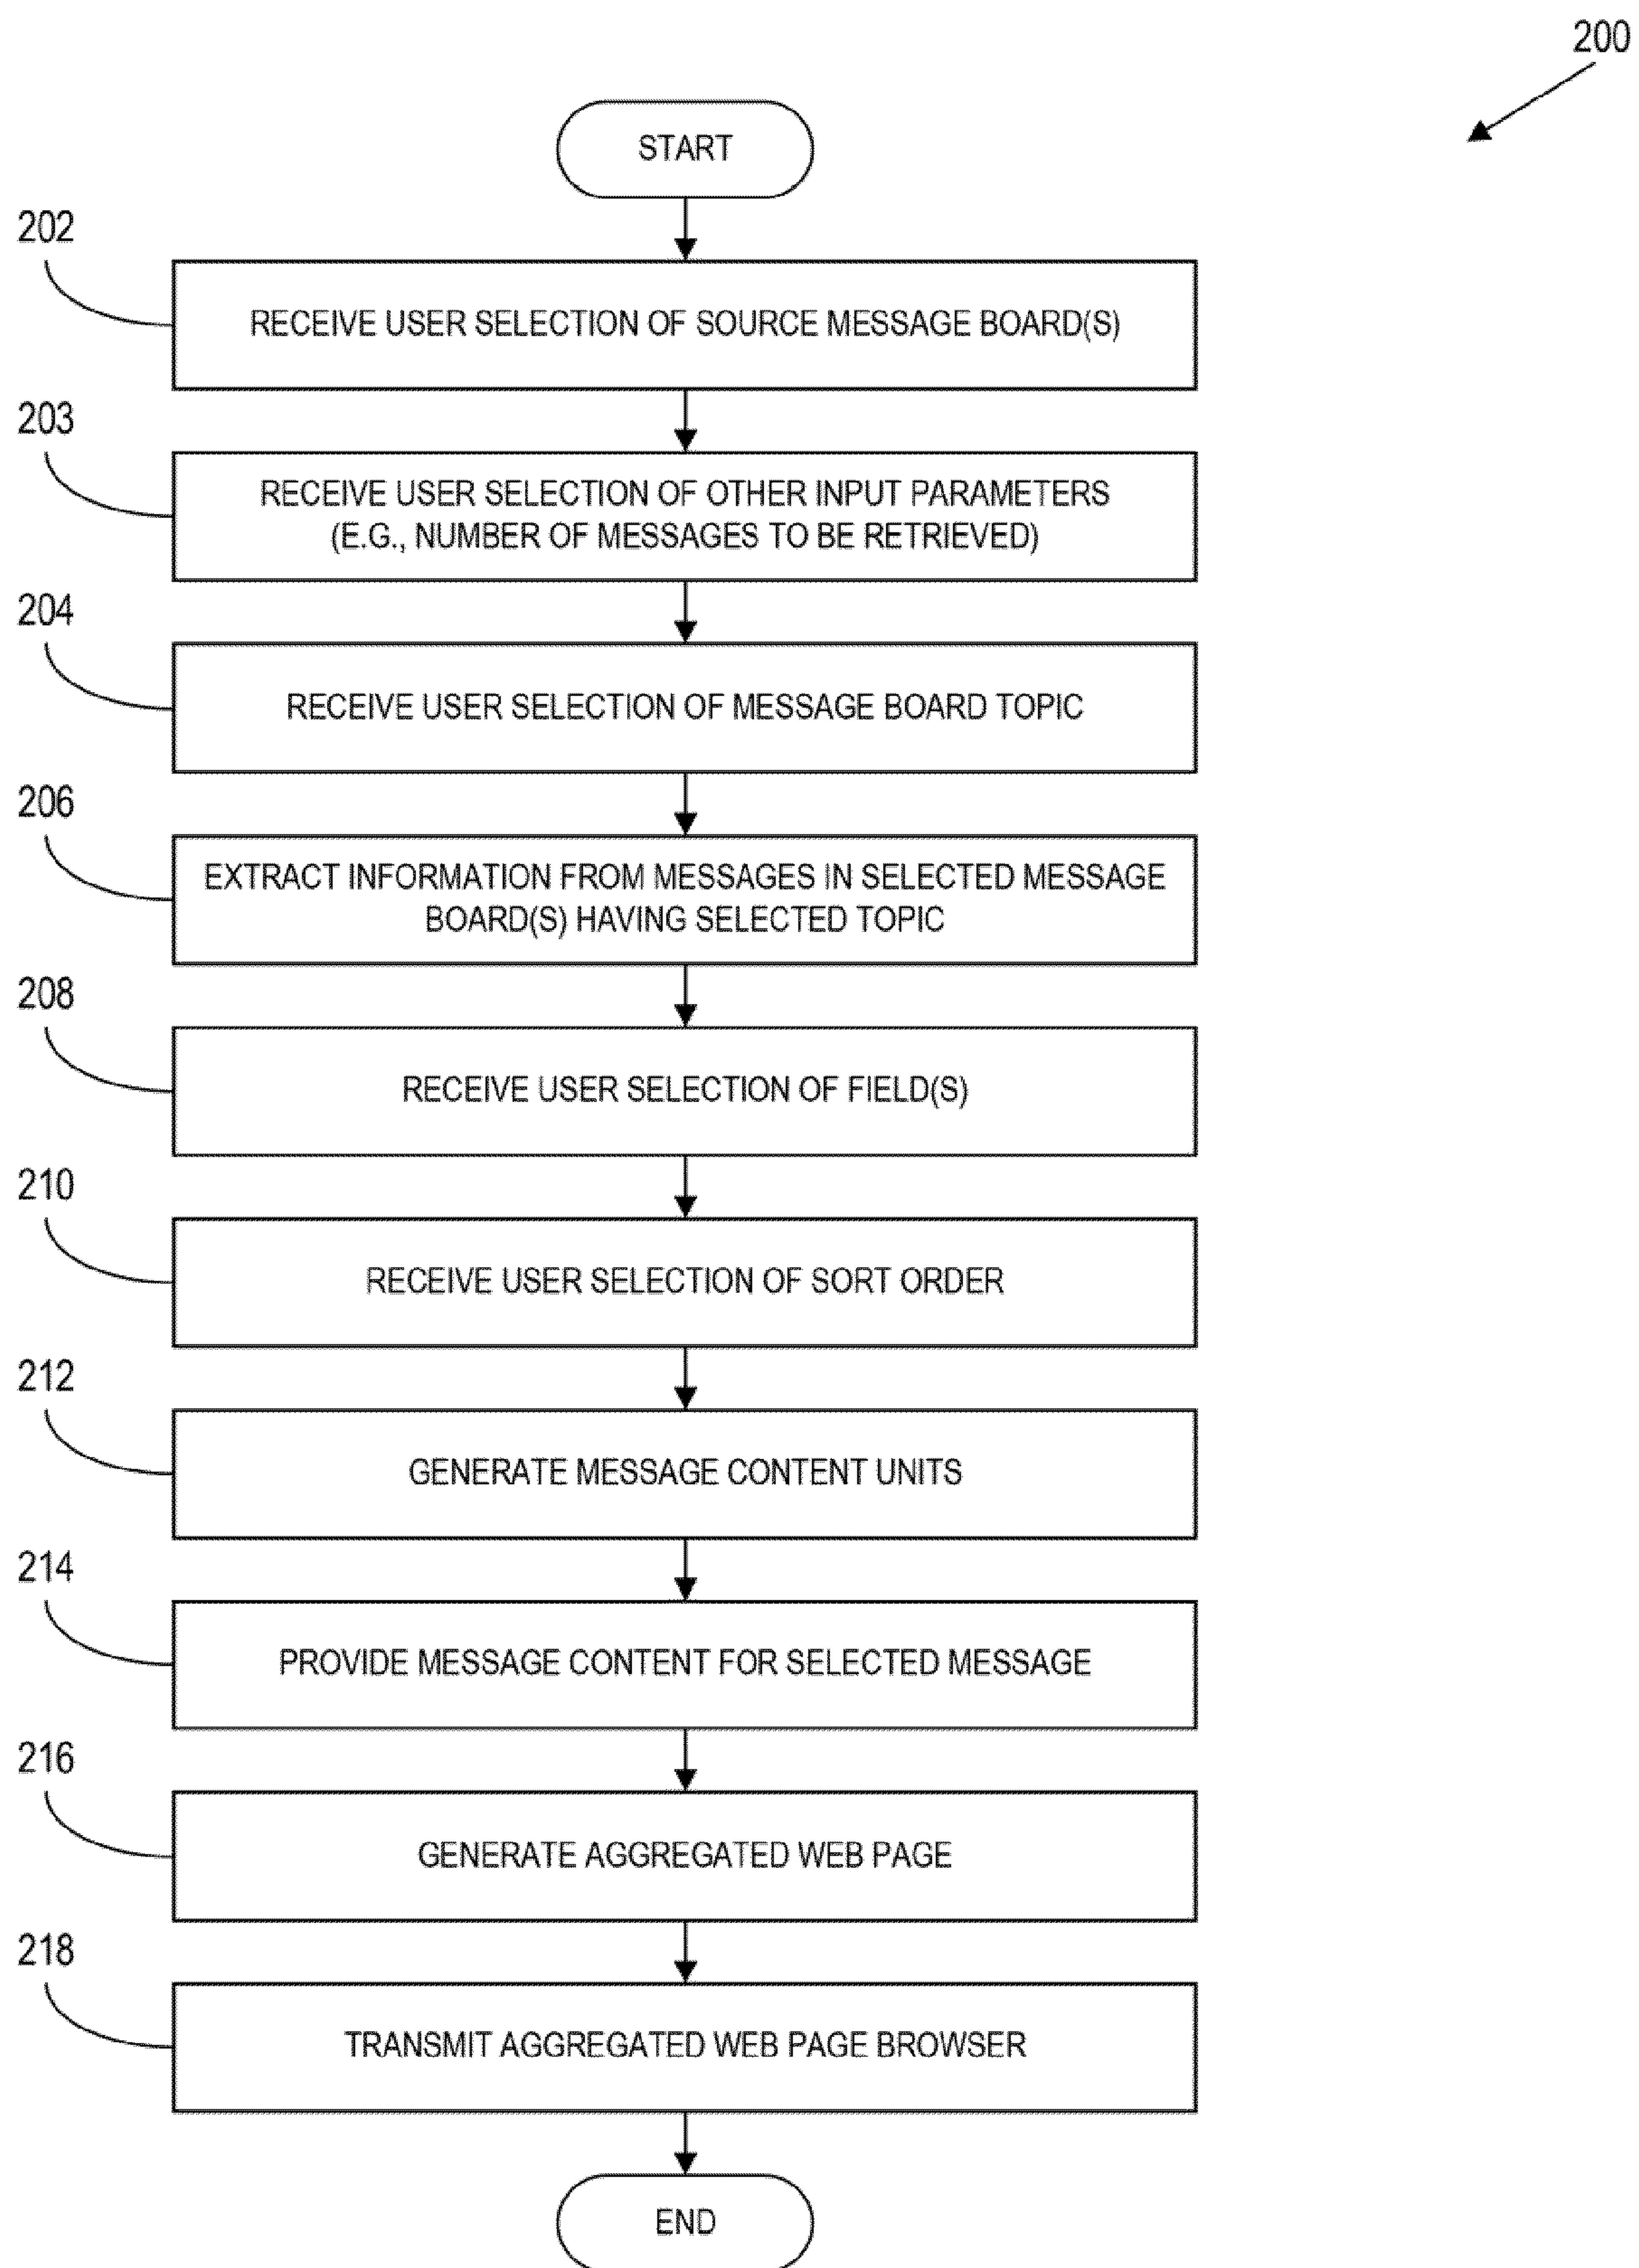 200
START
202
RECEIVE USER SELECTION OF SOURCE MESSAGE BOARD(S)
203
RECEIVE USER SELECTION OF OTHER INPUT PARAMETERS
(E.G., NUMBER OF MESSAGES TO BE RETRIEVED)
204
RECEIVE USER SELECTION OF MESSAGE BOARD TOPIC
206
EXTRACT INFORMATION FROM MESSAGES IN SELECTED MESSAGE
BOARD(S) HAVING SELECTED TOPIC
208
RECEIVE USER SELECTION OF FIELD(S)
210
RECEIVE USER SELECTION OF SORT ORDER
212
GENERATE MESSAGE CONTENT UNITS
214
PROVIDE MESSAGE CONTENT FOR SELECTED MESSAGE
216
GENERATE AGGREGATED WEB PAGE
218
TRANSMIT AGGREGATED WEB PAGE BROWSER
END